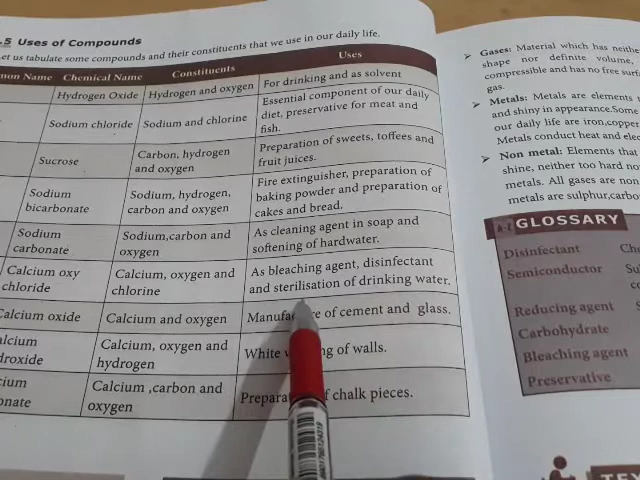 .5 Uses of Compounds
et us tabulate some compounds and their constituents that we use in our daily life.
mon Name Chemical Name Constituents Uses
Hydrogen Oxide Hydrogen and oxygen For drinking and as solvent
Sodium chloride Sodium and chlorine Essential component of our daily
diet, preservative for meat and
fish.
Sucrose Carbon, hydrogen
and oxygen
Preparation of sweets, toffees and
fruit juices.
Sodium
bicarbonate
Sodium, hydrogen,
carbon and oxygen
Fire extinguisher, preparation of
baking powder and preparation of
cakes and bread.
Sodium
carbonate
Sodium,carbon and
oxygen
As cleaning agent in soap and
softening of hardwater.
Calcium oxy
chloride
Calcium, oxygen and
chlorine
As bleaching agent, disinfectant
and sterilisation of drinking water.
Calcium oxide Calcium and oxygen of cement and glass.
lcium
droxide
Calcium, oxygen and
hydrogen
White ng of walls.
cium
onate
Calcium ,carbon and
oxygen
f chalk pieces.
➢ Gases: Material which has neithe
shape nor definite volume,
compressible and has no free surf
gas.
➢ Metals: Metals are elements t
and shiny in appearance.Some
our daily life are iron,copper
Metals conduct heat and elec
➢ Non metal: Elements that
shine, neither too hard no
metals. All gases are non
metals are sulphur,carbo
A-Z GLOSSARY
Disinfectant Che
Semiconductor Su
co
Reducing agent S
Carbohydrate
Bleaching agent
Preservative
TEX